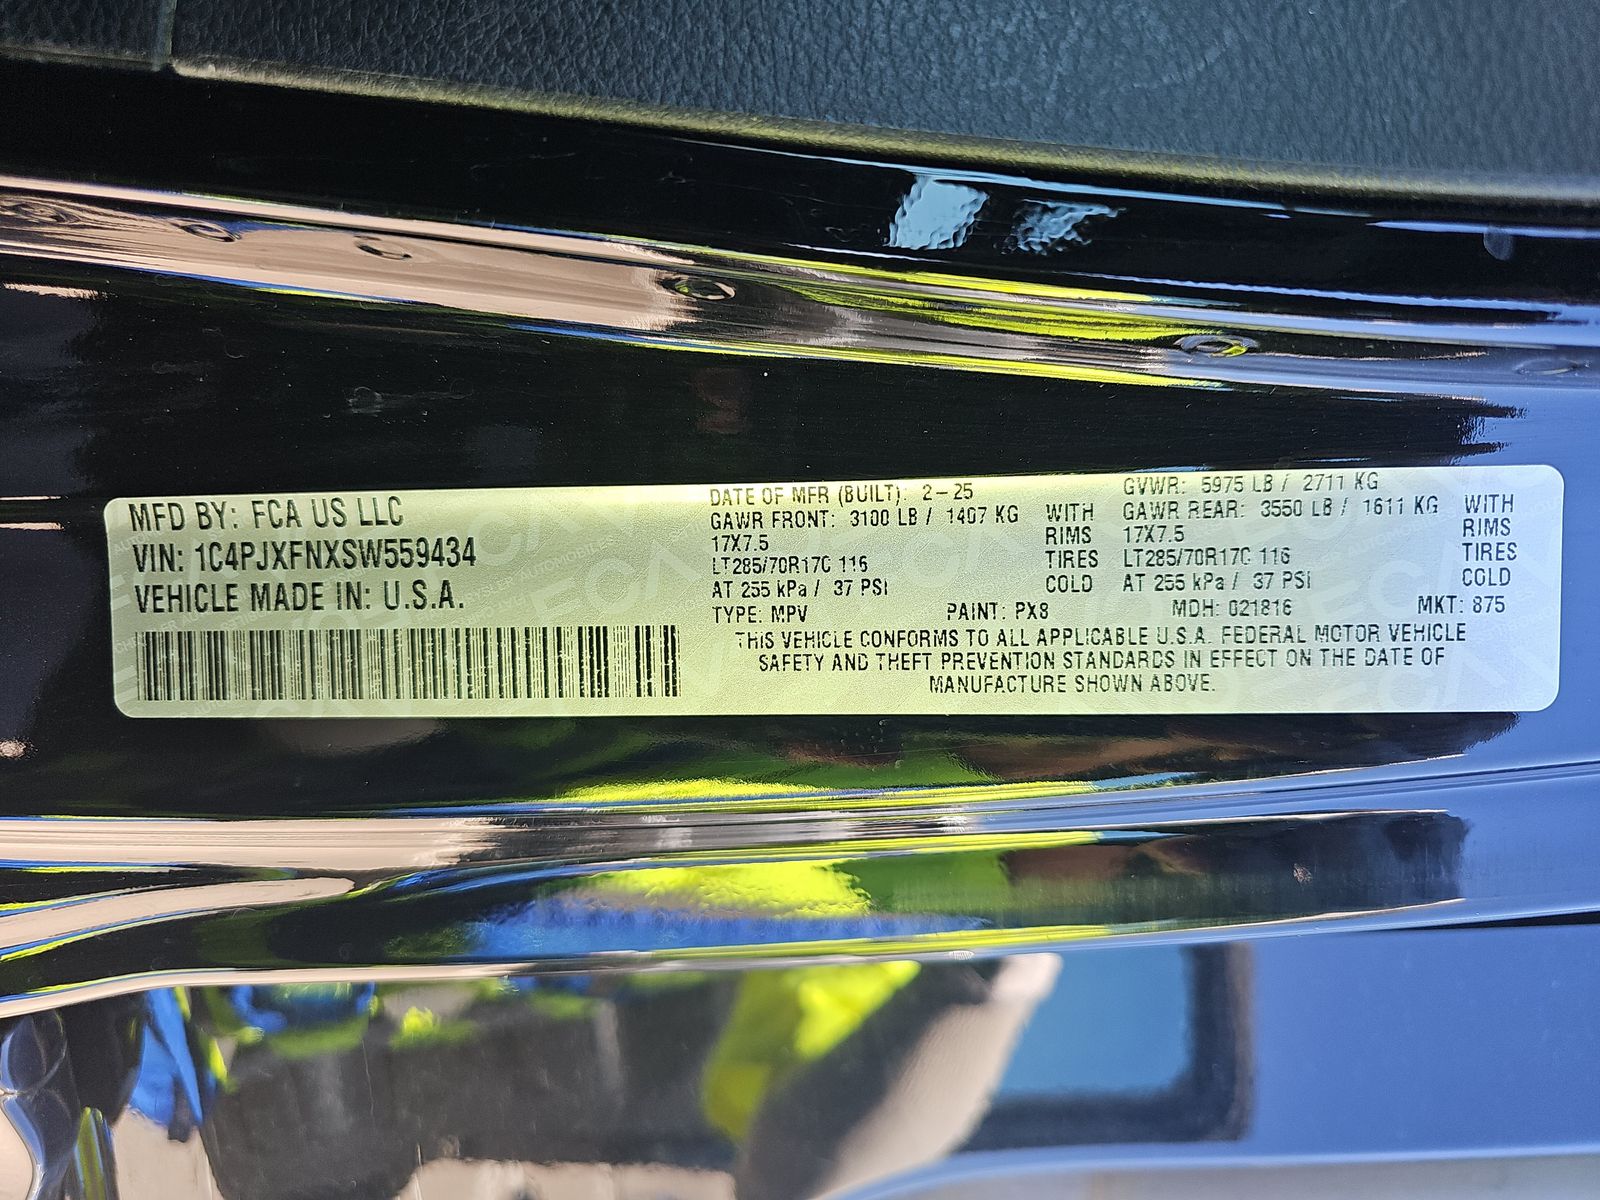 MFD BY: FCA US LLC
VIN: 1C4PJXFNXSW559434
VEHICLE MADE IN: U.S.A.
DATE OF MFR (BUILT): 2-25
GAWR FRONT: 3100 LB / 1407 KG WITH
17X7.5 RIMS
LT285/70R17C 116 TIRES
AT 255 kPa / 37 PSI COLD
GVWR: 5975 LB / 2711 KG
GAWR REAR: 3550 LB / 1611 KG WITH
17X7.5 RIMS
LT285/70R17C 116 TIRES
AT 255 kPa / 37 PSI COLD
TYPE: MPV PAINT: PX8 MDH: 021816 MKT: 875
THIS VEHICLE CONFORMS TO ALL APPLICABLE U.S.A. FEDERAL MOTOR VEHICLE
SAFETY AND THEFT PREVENTION STANDARDS IN EFFECT ON THE DATE OF
MANUFACTURE SHOWN ABOVE.